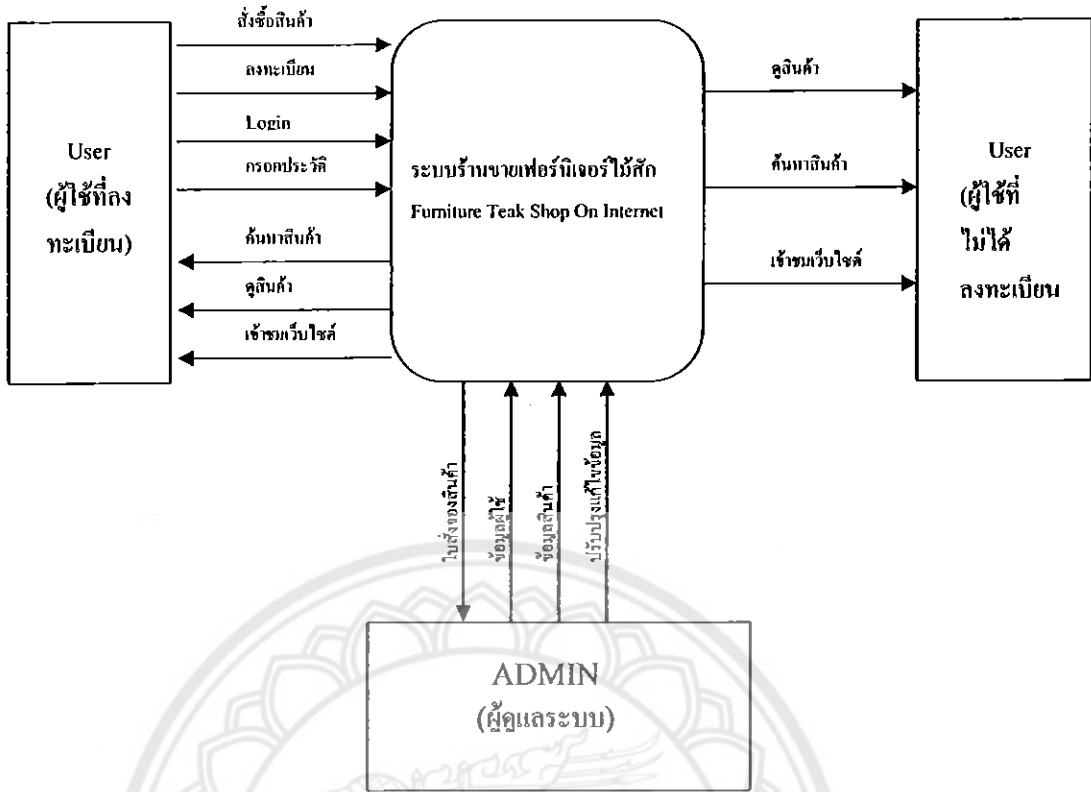 สั่งซื้อสินค้า
ลงทะเบียน
Login
กรอกประวัติ
ค้นหาสินค้า
ดูสินค้า
เข้าชมเว็บไซต์
User
(ผู้ใช้ที่ลง
ทะเบียน)
ระบบร้านขายเฟอร์นิเจอร์ไม้สัก
Furniture Teak Shop On Internet
ดูสินค้า
ค้นหาสินค้า
เข้าชมเว็บไซต์
User
(ผู้ใช้ที่
ไม่ได้
ลงทะเบียน
ใบสั่งของสินค้า
ข้อมูลผู้ใช้
ข้อมูลสินค้า
ปรับปรุงแก้ไขข้อมูล
ADMIN
(ผู้ดูแลระบบ)